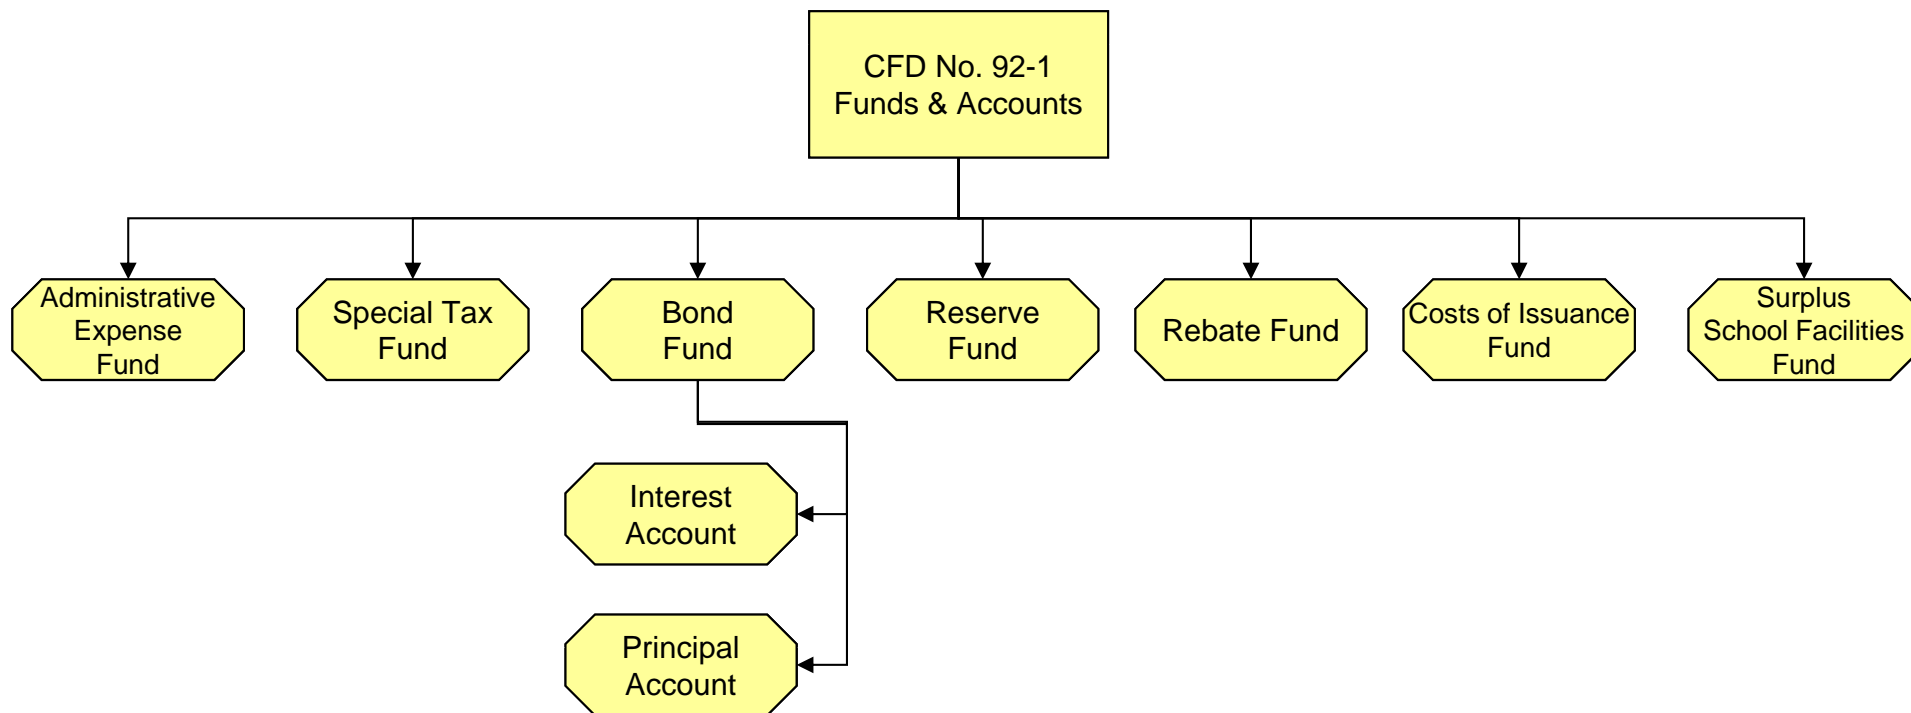 CFD No. 92-1
Funds & Accounts
Administrative
Expense
Fund
Special Tax
Fund
Bond
Fund
Reserve
Fund
Rebate Fund
Costs of Issuance
Fund
Surplus
School Facilities
Fund
Interest
Account
Principal
Account